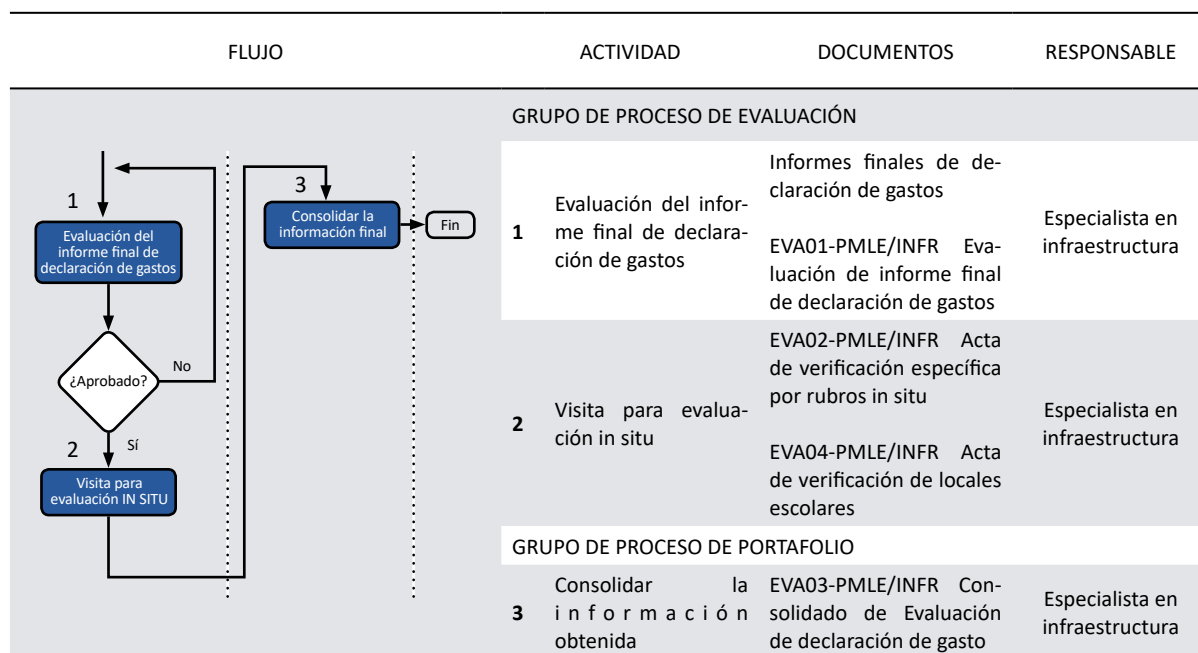 FLUJO
ACTIVIDAD
DOCUMENTOS
RESPONSABLE
1
Evaluación del
informe final de
declaración de gastos
¿Aprobado?
No
Sí
2
Visita para
evaluación IN SITU
3
Consolidar la
información final
Fin
GRUPO DE PROCESO DE EVALUACIÓN
1
Evaluación del infor-
me final de declara-
ción de gastos
Informes finales de de-
claración de gastos
EVA01-PMLE/INFR Eva-
luación de informe final
de declaración de gastos
Especialista en
infraestructura
2
Visita para evalua-
ción in situ
EVA02-PMLE/INFR Acta
de verificación específica
por rubros in situ
EVA04-PMLE/INFR Acta
de verificación de locales
escolares
Especialista en
infraestructura
GRUPO DE PROCESO DE PORTAFOLIO
3
Consolidar la
información
obtenida
EVA03-PMLE/INFR Con-
solidado de Evaluación
de declaración de gasto
Especialista en
infraestructura